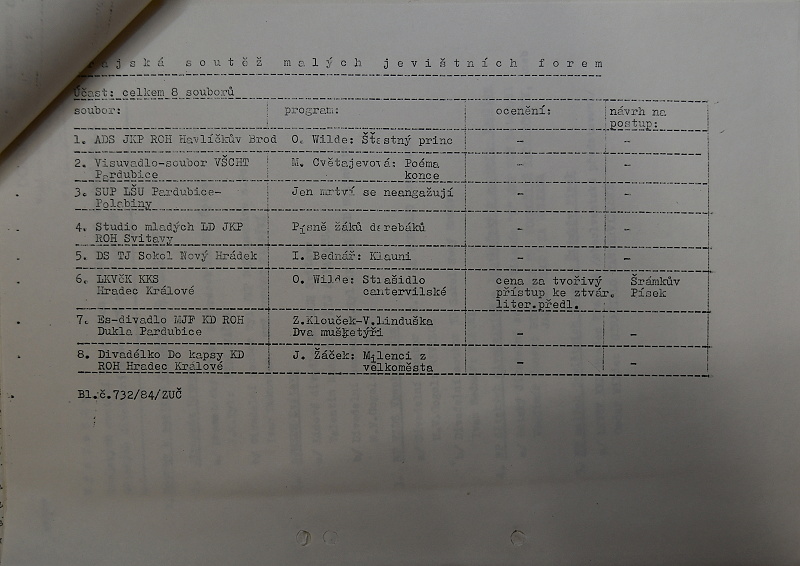 jská soutěž malých jevištních forem
Účast: celkem 8 souborů
soubor: program: ocenění: návrh na
postup:
1. ADS JKP ROH Havlíčkův Brod O. Wilde: Šťastný princ - -
2. Visuvadlo-soubor VŠCHT M. Cvětajevová: Poéma - -
Pardubice konce
3. SUP LŠU Pardubice- Jen mrtví se neangažují - -
Polabiny
4. Studio mladých LD JKP Písně žáků darebáků - -
ROH Svitavy
5. DS TJ Sokol Nový Hrádek I. Bednář: Klauni - -
6. LKVčK KKS O. Wilde: Strašidlo cena za tvořivý Šrámkův
Hradec Králové cantervilské přístup ke ztvár. Písek
liter.předl.
7. Es-divadlo MJP KD ROH Z.Klouček-V.Linduška
Dukla Pardubice Dva mušketýři - -
8. Divadélko Do kapsy KD J. Žáček: Milenci z
ROH Hradec Králové velkoměsta - -
Bl.č.732/84/ZUČ